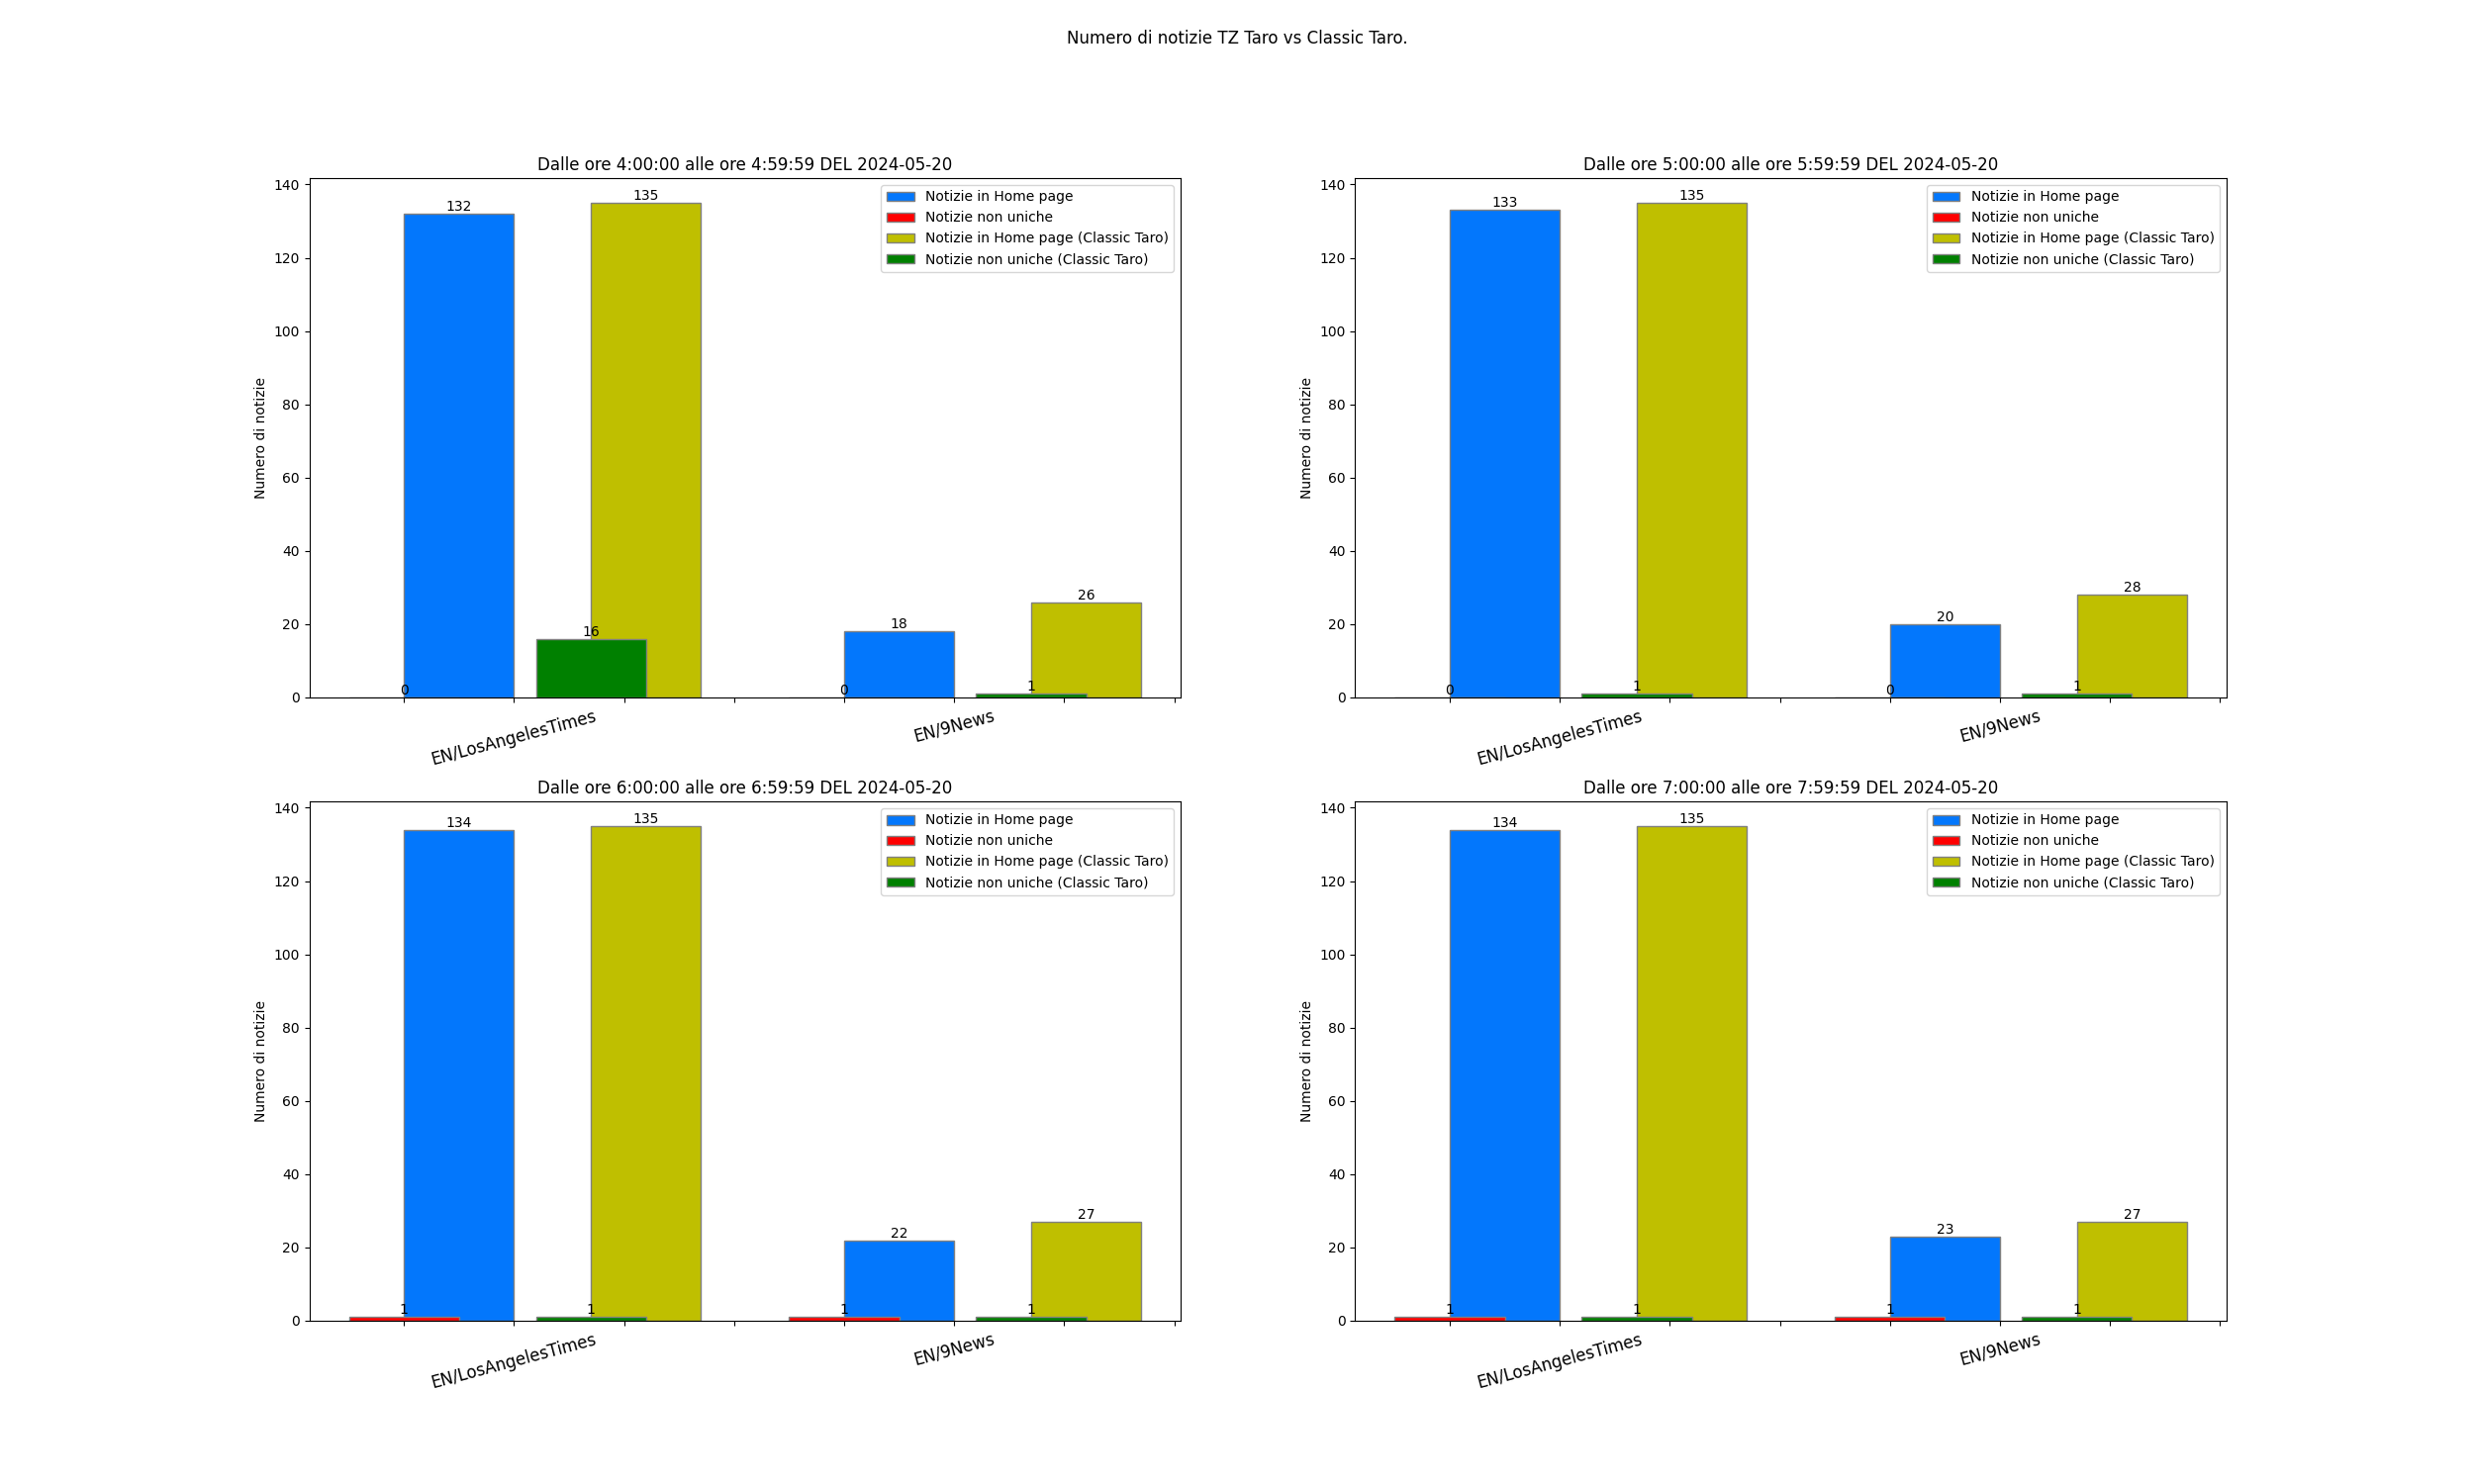 Numero di notizie TZ Taro vs Classic Taro.
Dalle ore 4:00:00 alle ore 4:59:59 DEL 2024-05-20
Numero di notizie
140
120
100
80
60
40
20
0
Notizie in Home page
Notizie non uniche
Notizie in Home page (Classic Taro)
Notizie non uniche (Classic Taro)
132
135
16
0
18
26
0
1
EN/LosAngelesTimes
EN/9News
Dalle ore 5:00:00 alle ore 5:59:59 DEL 2024-05-20
Numero di notizie
140
120
100
80
60
40
20
0
Notizie in Home page
Notizie non uniche
Notizie in Home page (Classic Taro)
Notizie non uniche (Classic Taro)
133
135
0
1
20
28
0
1
EN/LosAngelesTimes
EN/9News
Dalle ore 6:00:00 alle ore 6:59:59 DEL 2024-05-20
Numero di notizie
140
120
100
80
60
40
20
0
Notizie in Home page
Notizie non uniche
Notizie in Home page (Classic Taro)
Notizie non uniche (Classic Taro)
134
135
1
1
22
27
1
1
EN/LosAngelesTimes
EN/9News
Dalle ore 7:00:00 alle ore 7:59:59 DEL 2024-05-20
Numero di notizie
140
120
100
80
60
40
20
0
Notizie in Home page
Notizie non uniche
Notizie in Home page (Classic Taro)
Notizie non uniche (Classic Taro)
134
135
1
1
23
27
1
1
EN/LosAngelesTimes
EN/9News